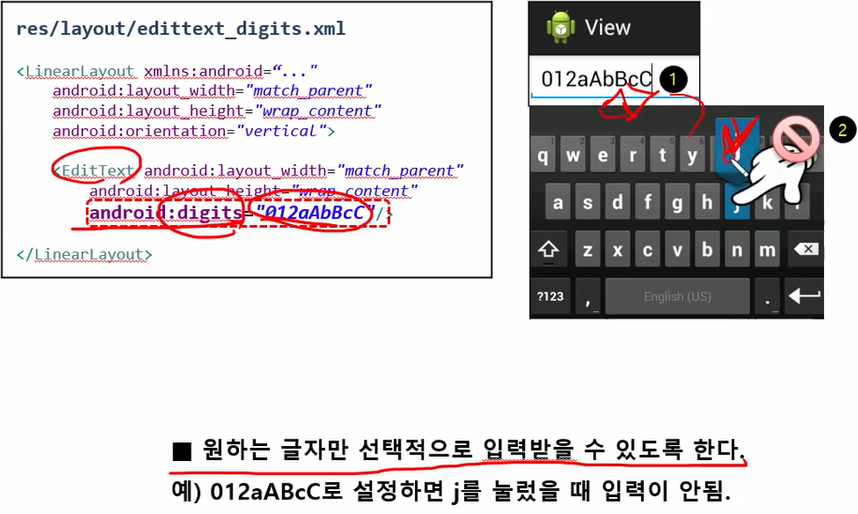 res/layout/edittext_digits.xml
<LinearLayout xmlns:android=“..."
android:layout_width="match_parent"
android:layout_height="wrap_content"
android:orientation="vertical">
<EditText android:layout_width="match_parent"
android:layout_height="wrap_content"
android:digits="012aAbBcC"/>
</LinearLayout>
View
012aAbBcC
1
2
q w e r t y
a s d f g h j k l
z x c v b n m
?123 , English (US) .
■ 원하는 글자만 선택적으로 입력받을 수 있도록 한다.
예) 012aABcC로 설정하면 j를 눌렀을 때 입력이 안됨.